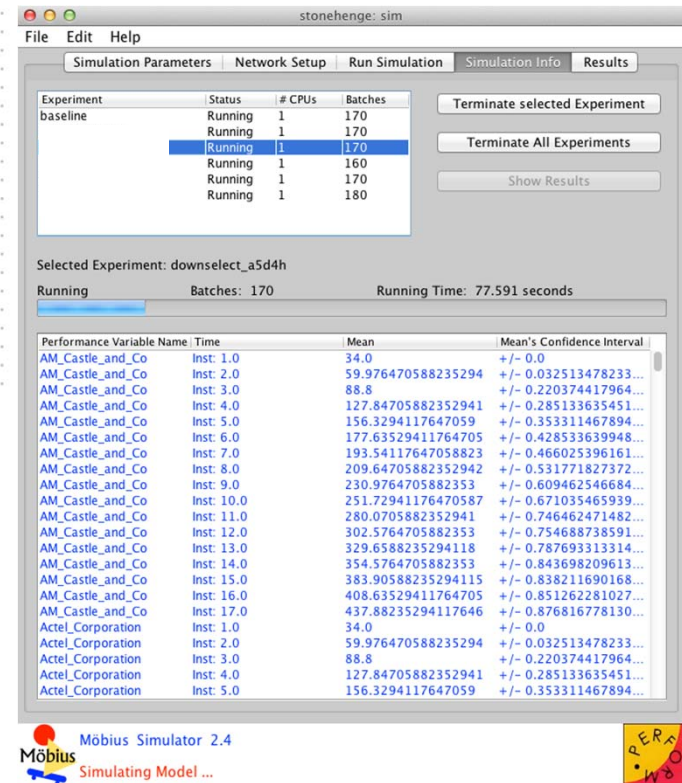 stonehenge: sim
File Edit Help
Simulation Parameters Network Setup Run Simulation Simulation Info Results
Experiment Status # CPUs Batches
baseline Running 1 170
Running 1 170
Running 1 170
Running 1 160
Running 1 170
Running 1 180
Terminate selected Experiment
Terminate All Experiments
Show Results
Selected Experiment: downselect_a5d4h
Running Batches: 170 Running Time: 77.591 seconds
Performance Variable Name Time Mean Mean's Confidence Interval
AM_Castle_and_Co Inst: 1.0 34.0 +/- 0.0
AM_Castle_and_Co Inst: 2.0 59.976470588235294 +/- 0.032513478233...
AM_Castle_and_Co Inst: 3.0 88.8 +/- 0.220374417964...
AM_Castle_and_Co Inst: 4.0 127.84705882352941 +/- 0.285133635451...
AM_Castle_and_Co Inst: 5.0 156.3294117647059 +/- 0.353311467894...
AM_Castle_and_Co Inst: 6.0 177.63529411764705 +/- 0.428533639948...
AM_Castle_and_Co Inst: 7.0 193.54117647058823 +/- 0.466025396161...
AM_Castle_and_Co Inst: 8.0 209.64705882352942 +/- 0.531771827372...
AM_Castle_and_Co Inst: 9.0 230.9764705882353 +/- 0.609462546684...
AM_Castle_and_Co Inst: 10.0 251.72941176470587 +/- 0.671035465939...
AM_Castle_and_Co Inst: 11.0 280.0705882352941 +/- 0.746462471482...
AM_Castle_and_Co Inst: 12.0 302.5764705882353 +/- 0.754688738591...
AM_Castle_and_Co Inst: 13.0 329.6588235294118 +/- 0.787693313314...
AM_Castle_and_Co Inst: 14.0 354.5764705882353 +/- 0.843698209613...
AM_Castle_and_Co Inst: 15.0 383.90588235294115 +/- 0.838211690168...
AM_Castle_and_Co Inst: 16.0 408.63529411764705 +/- 0.851262281027...
AM_Castle_and_Co Inst: 17.0 437.88235294117646 +/- 0.876816778130...
Actel_Corporation Inst: 1.0 34.0 +/- 0.0
Actel_Corporation Inst: 2.0 59.976470588235294 +/- 0.032513478233...
Actel_Corporation Inst: 3.0 88.8 +/- 0.220374417964...
Actel_Corporation Inst: 4.0 127.84705882352941 +/- 0.285133635451...
Actel_Corporation Inst: 5.0 156.3294117647059 +/- 0.353311467894...
Möbius Möbius Simulator 2.4
Simulating Model ...
PERFORM